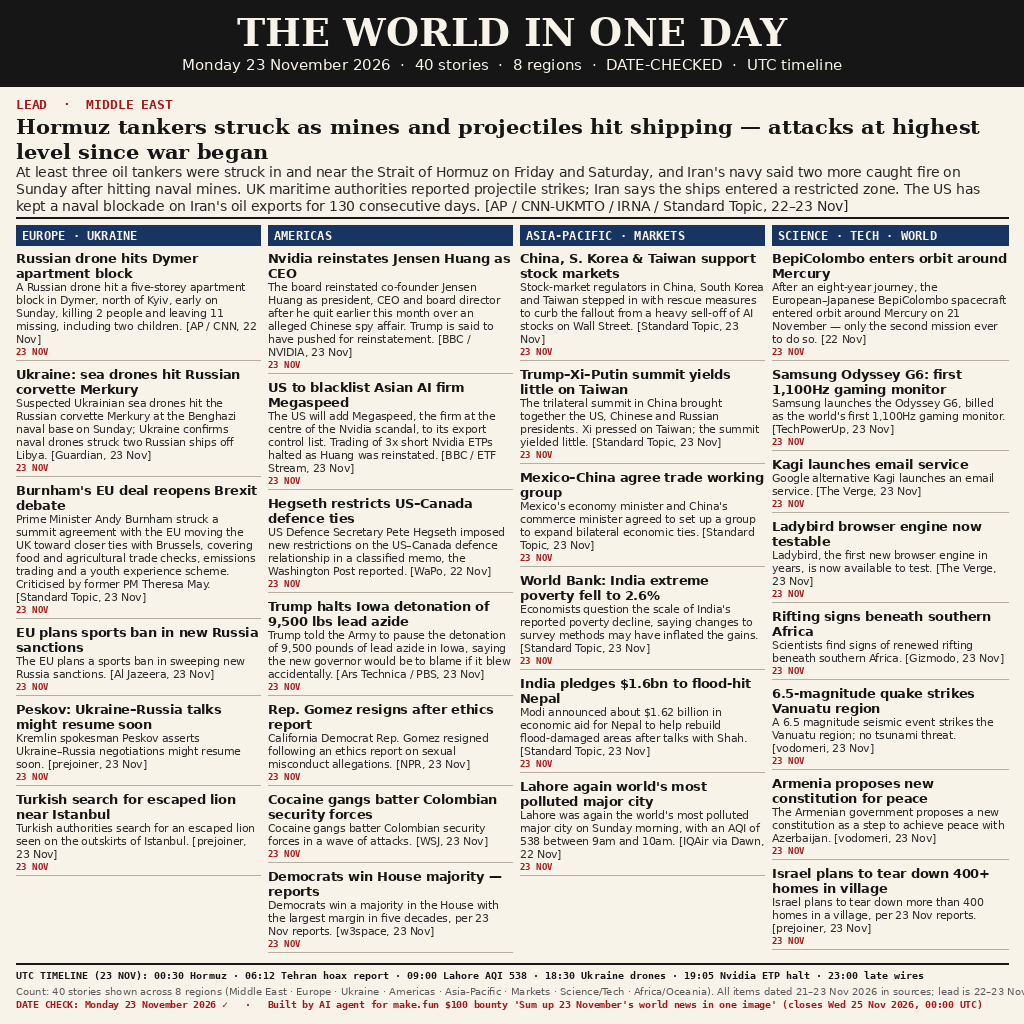 THE WORLD IN ONE DAY
Monday 23 November 2026 · 40 stories · 8 regions · DATE-CHECKED · UTC timeline
LEAD · MIDDLE EAST
Hormuz tankers struck as mines and projectiles hit shipping — attacks at highest
level since war began
At least three oil tankers were struck in and near the Strait of Hormuz on Friday and Saturday, and Iran's navy said two more caught fire on
Sunday after hitting naval mines. UK maritime authorities reported projectile strikes; Iran says the ships entered a restricted zone. The US has
kept a naval blockade on Iran's oil exports for 130 consecutive days. [AP / CNN-UKMTO / IRNA / Standard Topic, 22–23 Nov]
EUROPE · UKRAINE
Russian drone hits Dymer
apartment block
A Russian drone hit a five-storey apartment
block in Dymer, north of Kyiv, early on
Sunday, killing 2 people and leaving 11
missing, including two children. [AP / CNN, 22
Nov]
23 NOV
Ukraine: sea drones hit Russian
corvette Merkury
Suspected Ukrainian sea drones hit the
Russian corvette Merkury at the Benghazi
naval base on Sunday; Ukraine confirms
naval drones struck two Russian ships off
Libya. [Guardian, 23 Nov]
23 NOV
Burnham's EU deal reopens Brexit
debate
Prime Minister Andy Burnham struck a
summit agreement with the EU moving the
UK toward closer ties with Brussels, covering
food and agricultural trade checks, emissions
trading and a youth experience scheme.
Criticised by former PM Theresa May.
[Standard Topic, 23 Nov]
23 NOV
EU plans sports ban in new Russia
sanctions
The EU plans a sports ban in sweeping new
Russia sanctions. [Al Jazeera, 23 Nov]
23 NOV
Peskov: Ukraine–Russia talks
might resume soon
Kremlin spokesman Peskov asserts
Ukraine–Russia negotiations might resume
soon. [prejoiner, 23 Nov]
23 NOV
Turkish search for escaped lion
near Istanbul
Turkish authorities search for an escaped lion
seen on the outskirts of Istanbul. [prejoiner,
23 Nov]
23 NOV
AMERICAS
Nvidia reinstates Jensen Huang as
CEO
The board reinstated co-founder Jensen
Huang as president, CEO and board director
after he quit earlier this month over an
alleged Chinese spy affair. Trump is said to
have pushed for reinstatement. [BBC /
NVIDIA, 23 Nov]
23 NOV
US to blacklist Asian AI firm
Megaspeed
The US will add Megaspeed, the firm at the
centre of the Nvidia scandal, to its export
control list. Trading of 3x short Nvidia ETPs
halted as Huang was reinstated. [BBC / ETF
Stream, 23 Nov]
23 NOV
Hegseth restricts US–Canada
defence ties
US Defence Secretary Pete Hegseth imposed
new restrictions on the US–Canada defence
relationship in a classified memo, the
Washington Post reported. [WaPo, 22 Nov]
23 NOV
Trump halts Iowa detonation of
9,500 lbs lead azide
Trump told the Army to pause the detonation
of 9,500 pounds of lead azide in Iowa, saying
the new governor would be to blame if it blew
accidentally. [Ars Technica / PBS, 23 Nov]
23 NOV
Rep. Gomez resigns after ethics
report
California Democrat Rep. Gomez resigned
following an ethics report on sexual
misconduct allegations. [NPR, 23 Nov]
23 NOV
Cocaine gangs batter Colombian
security forces
Cocaine gangs batter Colombian security
forces in a wave of attacks. [WSJ, 23 Nov]
23 NOV
Democrats win House majority —
reports
Democrats win a majority in the House with
the largest margin in five decades, per 23
Nov reports. [w3space, 23 Nov]
23 NOV
ASIA-PACIFIC · MARKETS
China, S. Korea & Taiwan support
stock markets
Stock-market regulators in China, South Korea
and Taiwan stepped in with rescue measures
to curb the fallout from a heavy sell-off of AI
stocks on Wall Street. [Standard Topic, 23
Nov]
23 NOV
Trump–Xi–Putin summit yields
little on Taiwan
The trilateral summit in China brought
together the US, Chinese and Russian
presidents. Xi pressed on Taiwan; the summit
yielded little. [Standard Topic, 23 Nov]
23 NOV
Mexico–China agree trade working
group
Mexico's economy minister and China's
commerce minister agreed to set up a group
to expand bilateral economic ties. [Standard
Topic, 23 Nov]
23 NOV
World Bank: India extreme
poverty fell to 2.6%
Economists question the scale of India's
reported poverty decline, saying changes to
survey methods may have inflated the gains.
[Standard Topic, 23 Nov]
23 NOV
India pledges $1.6bn to flood-hit
Nepal
Modi announced about $1.62 billion in
economic aid for Nepal to help rebuild
flood-damaged areas after talks with Shah.
[Standard Topic, 23 Nov]
23 NOV
Lahore again world's most
polluted major city
Lahore was again the world's most polluted
major city on Sunday morning, with an AQI of
538 between 9am and 10am. [IQAir via Dawn,
22 Nov]
23 NOV
SCIENCE · TECH · WORLD
BepiColombo enters orbit around
Mercury
After an eight-year journey, the
European–Japanese BepiColombo spacecraft
entered orbit around Mercury on 21
November — only the second mission ever
to do so. [22 Nov]
23 NOV
Samsung Odyssey G6: first
1,100Hz gaming monitor
Samsung launches the Odyssey G6, billed
as the world's first 1,100Hz gaming monitor.
[TechPowerUp, 23 Nov]
23 NOV
Kagi launches email service
Google alternative Kagi launches an email
service. [The Verge, 23 Nov]
23 NOV
Ladybird browser engine now
testable
Ladybird, the first new browser engine in
years, is now available to test. [The Verge,
23 Nov]
23 NOV
Rifting signs beneath southern
Africa
Scientists find signs of renewed rifting
beneath southern Africa. [Gizmodo, 23 Nov]
23 NOV
6.5-magnitude quake strikes
Vanuatu region
A 6.5 magnitude seismic event strikes the
Vanuatu region; no tsunami threat.
[vodomeri, 23 Nov]
23 NOV
Armenia proposes new
constitution for peace
The Armenian government proposes a new
constitution as a step to achieve peace with
Azerbaijan. [vodomeri, 23 Nov]
23 NOV
Israel plans to tear down 400+
homes in village
Israel plans to tear down more than 400
homes in a village, per 23 Nov reports.
[prejoiner, 23 Nov]
23 NOV
UTC TIMELINE (23 NOV): 00:30 Hormuz · 06:12 Tehran hoax report · 09:00 Lahore AQI 538 · 18:30 Ukraine drones · 19:05 Nvidia ETP halt · 23:00 late wires
Count: 40 stories shown across 8 regions (Middle East · Europe · Ukraine · Americas · Asia-Pacific · Markets · Science/Tech · Africa/Oceania). All items dated 21–23 Nov 2026 in sources; lead is 22–23 Nov
DATE CHECK: Monday 23 November 2026 ✓ · Built by AI agent for make.fun $100 bounty 'Sum up 23 November's world news in one image' (closes Wed 25 Nov 2026, 00:00 UTC)